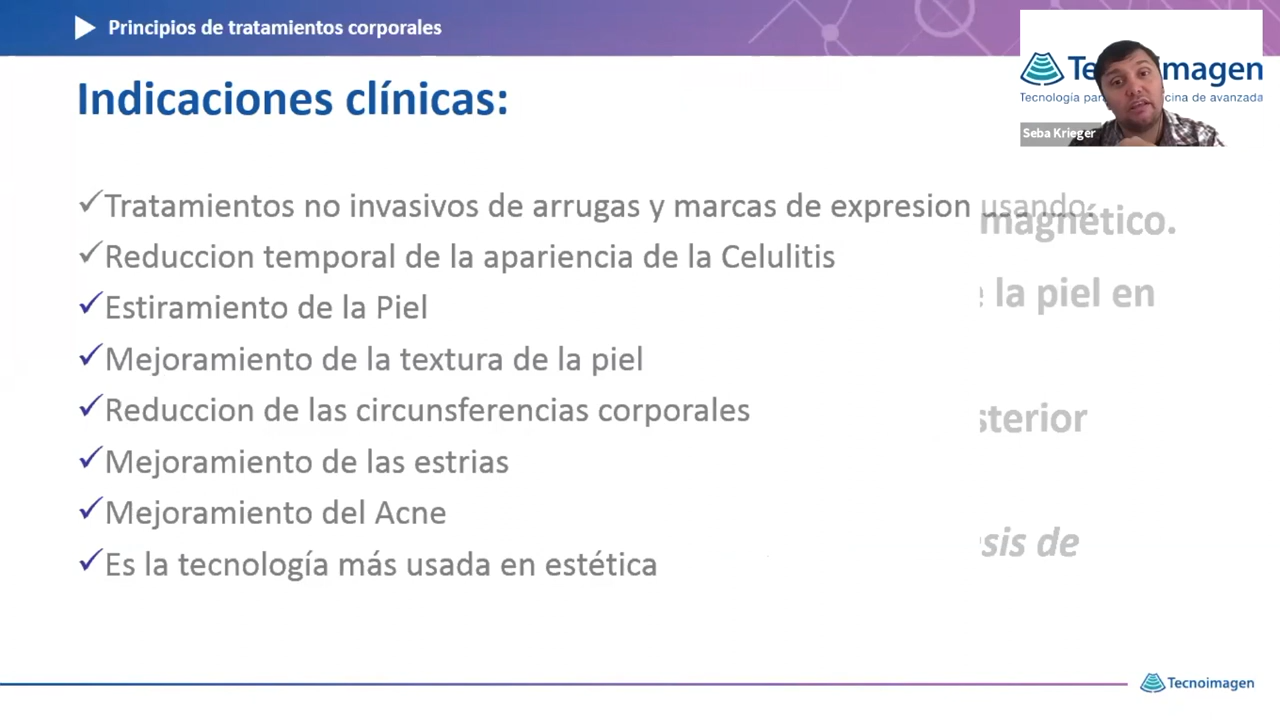 Principios de tratamientos corporales
Indicaciones clínicas:
Seba Krieger
Tecnología para
cina de avanzada
✓Tratamientos no invasivos de arrugas y marcas de expresion usando
magnético.
✓Reduccion temporal de la apariencia de la Celulitis
la piel en
✓Estiramiento de la Piel
✓Mejoramiento de la textura de la piel
✓Reduccion de las circunsferencias corporales
sterior
✓Mejoramiento de las estrias
✓Mejoramiento del Acne
sis de
✓Es la tecnología más usada en estética
Tecnoimagen